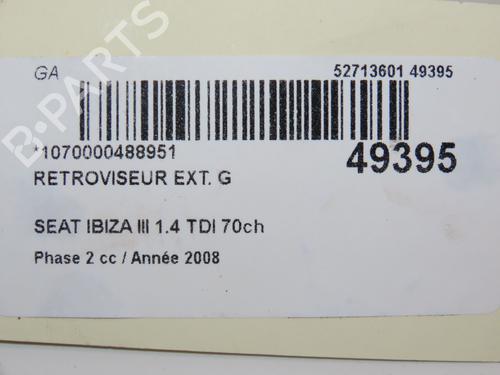 GA
52713601 49395
*1070000488951
49395
RETROVISEUR EXT. G
SEAT IBIZA III 1.4 TDI 70ch
Phase 2 cc / Année 2008
B-PARTS